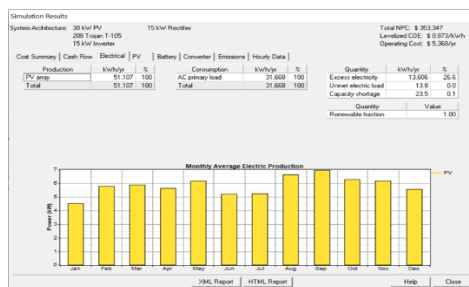 Simulation Results
System Architecture: 38 kW PV 15 kW Rectifier Total NPC: $ 353,347
208 Trojan T-105 Levelized COE: $ 0.873/kWh
15 kW Inverter Operating Cost: $ 5,368/yr
Cost Summary Cash Flow Electrical PV Battery Converter Emissions Hourly Data
Production kWh/yr % Consumption kWh/yr % Quantity kWh/yr %
PV array 51,107 100 AC primary load 31,668 100 Excess electricity 13,606 26.6
Total 51,107 100 Total 31,668 100 Unmet electric load 13.8 0.0
Capacity shortage 23.5 0.1
Quantity Value
Renewable fraction 1.00
Monthly Average Electric Production
PV
Power (kW)
7
6
5
4
3
2
1
0
Jan Feb Mar Apr May Jun Jul Aug Sep Oct Nov Dec
XML Report HTML Report Help Close